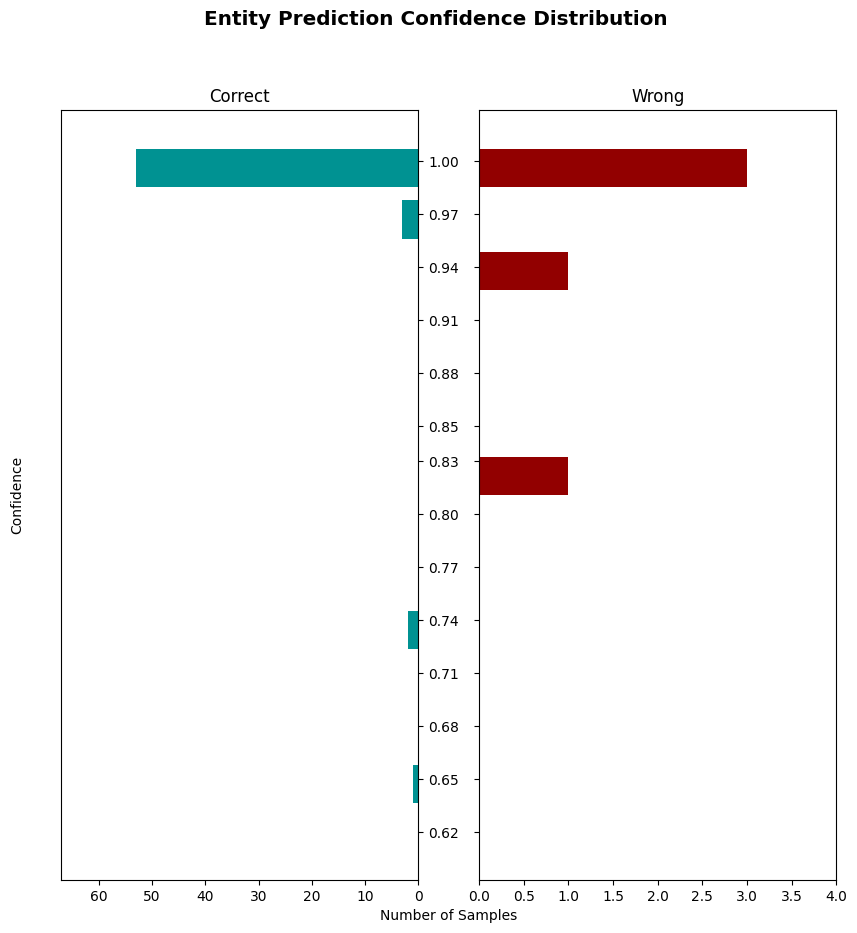 Entity Prediction Confidence Distribution
Correct
Wrong
1.00
0.97
0.94
0.91
0.88
0.85
0.83
0.80
0.77
0.74
0.71
0.68
0.65
0.62
Confidence
60 50 40 30 20 10 0
0.0 0.5 1.0 1.5 2.0 2.5 3.0 3.5 4.0
Number of Samples